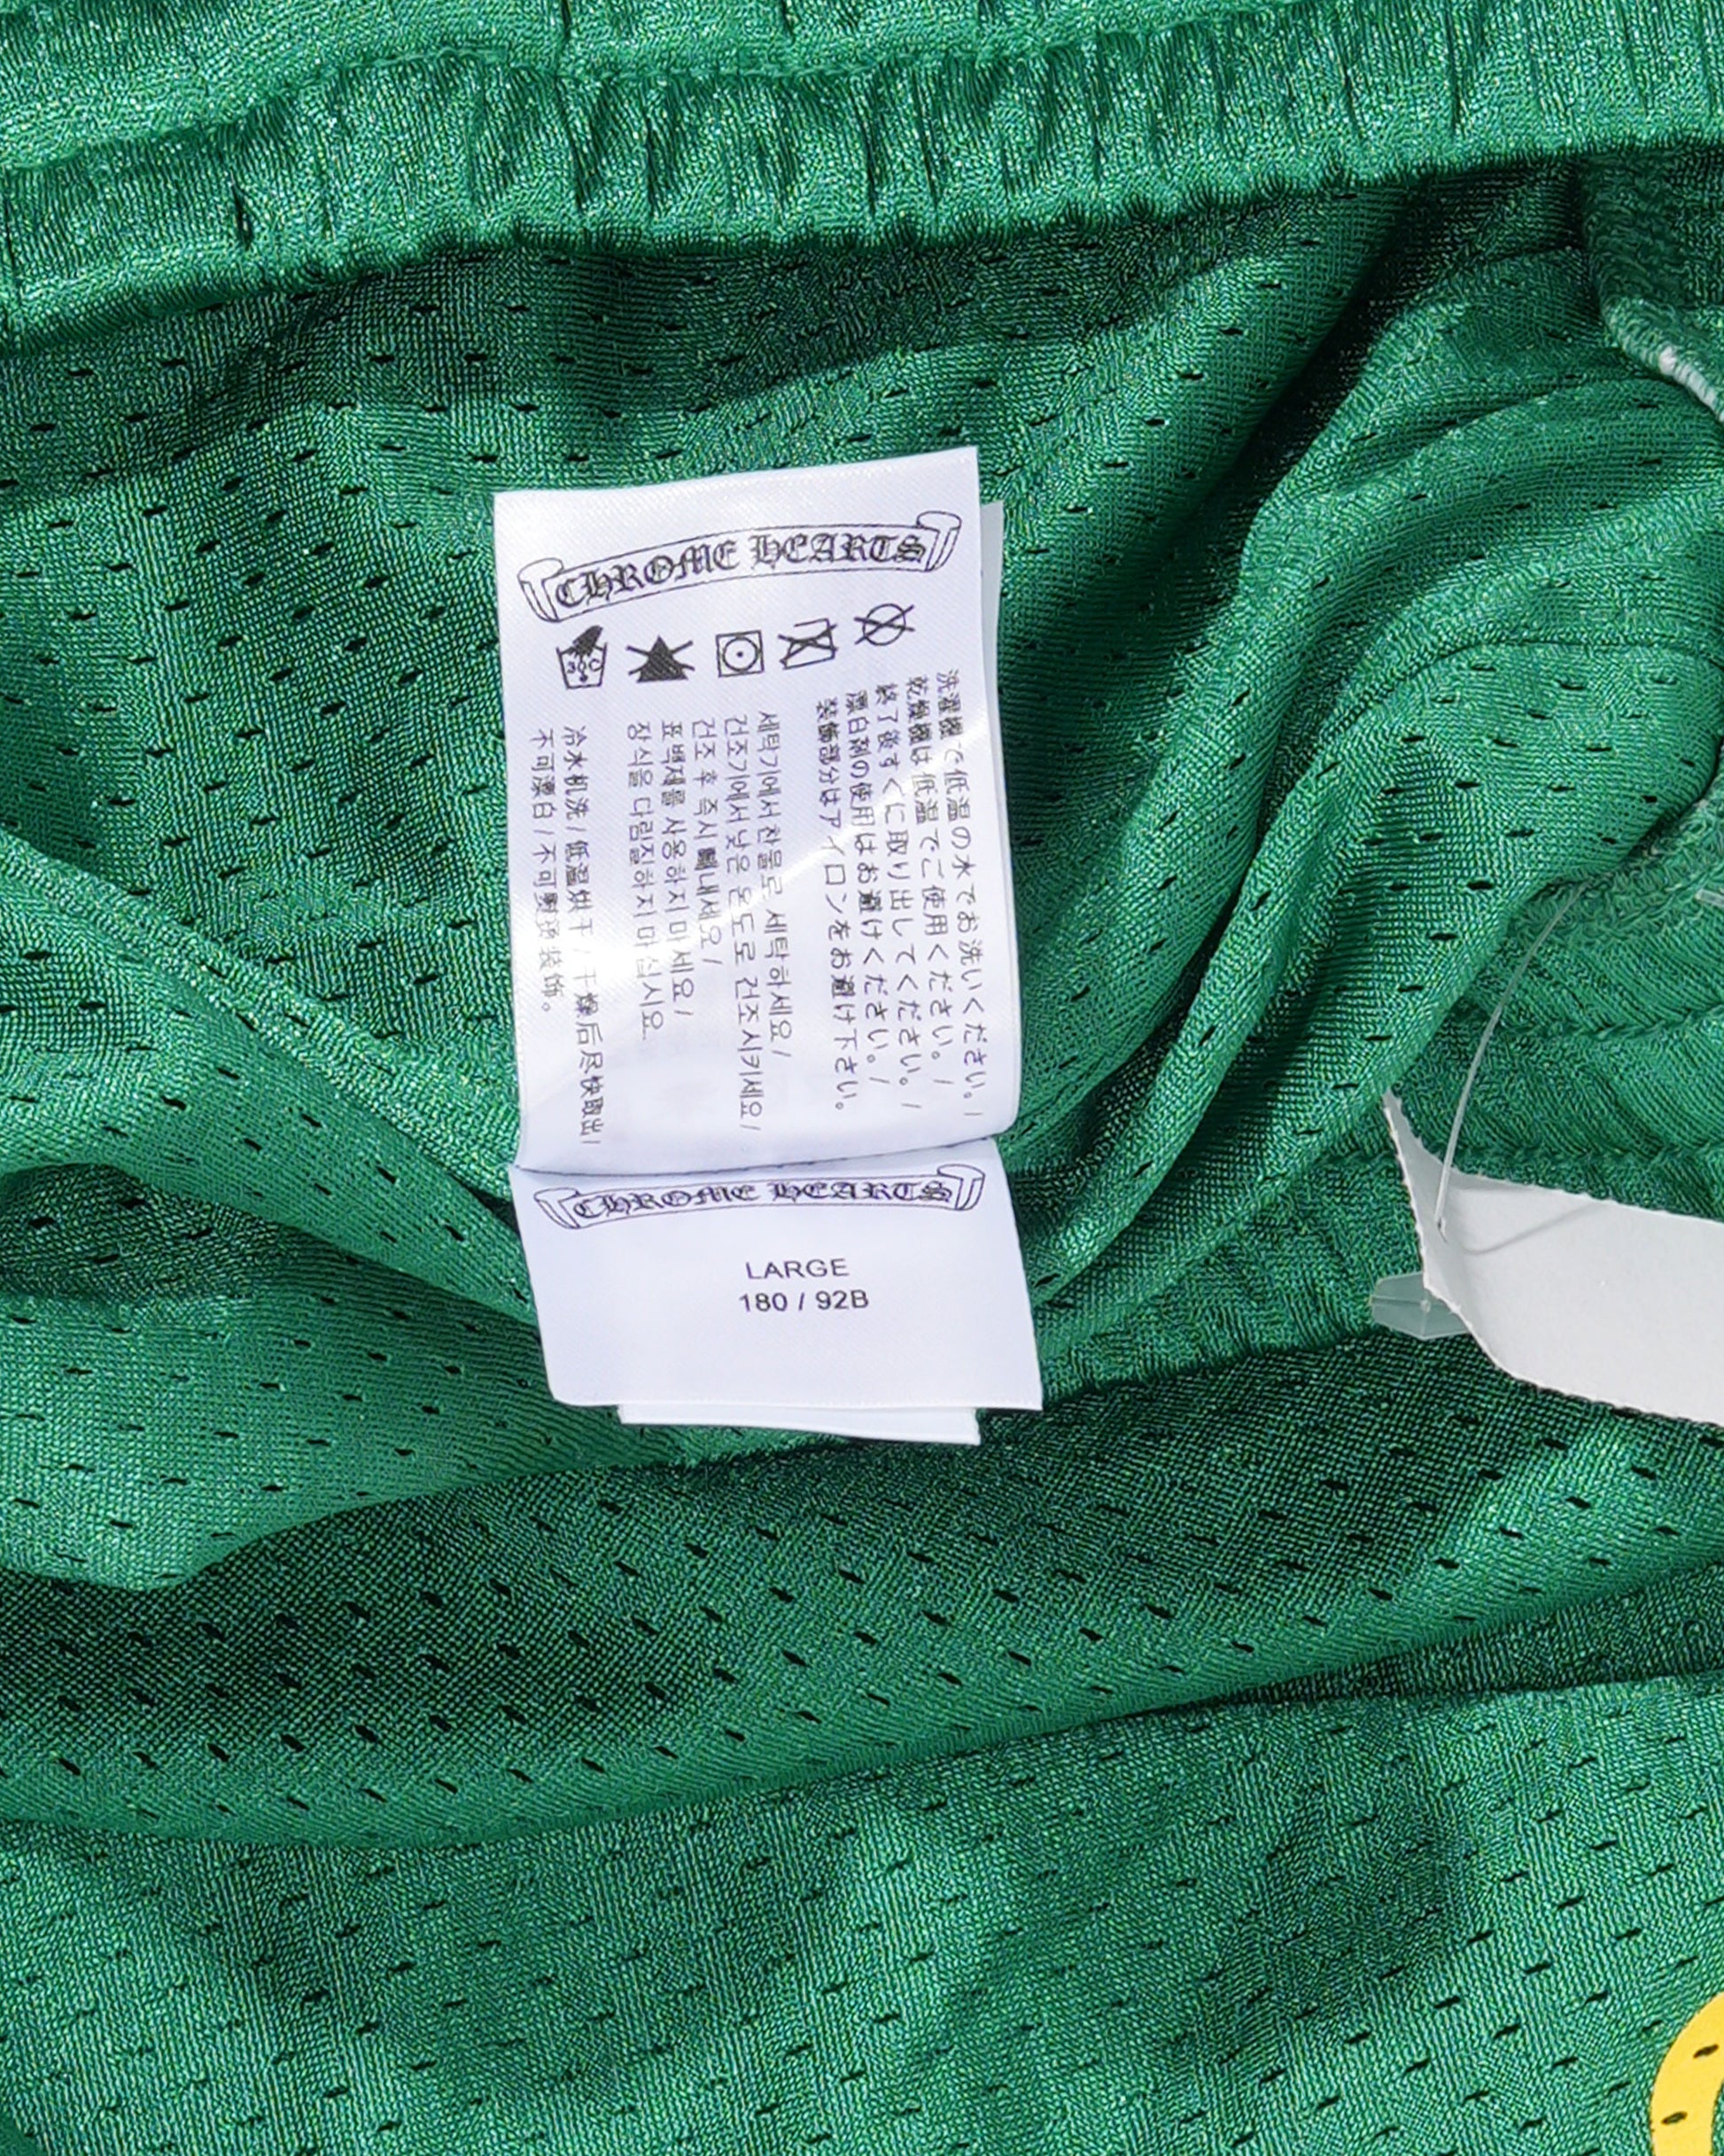 CHROME HEARTS
30C
洗濯機で低温の水でお洗いください。/
乾燥機は低温でご使用ください。/
終了後すぐに取り出してください。/
漂白剤の使用はお避けください。/
装飾部分はアイロンをお避け下さい。
세탁기에서 찬물로 세탁하세요/
건조기에서 낮은 온도로 건조시키세요/
건조 후 즉시 빼내세요/
표백제를 사용하지 마세요/
장식을 다림질하지 마십시요.
冷水机洗/低温烘干/干燥后尽快取出/
不可漂白/不可熨烫装饰。
CHROME HEARTS
LARGE
180 / 92B